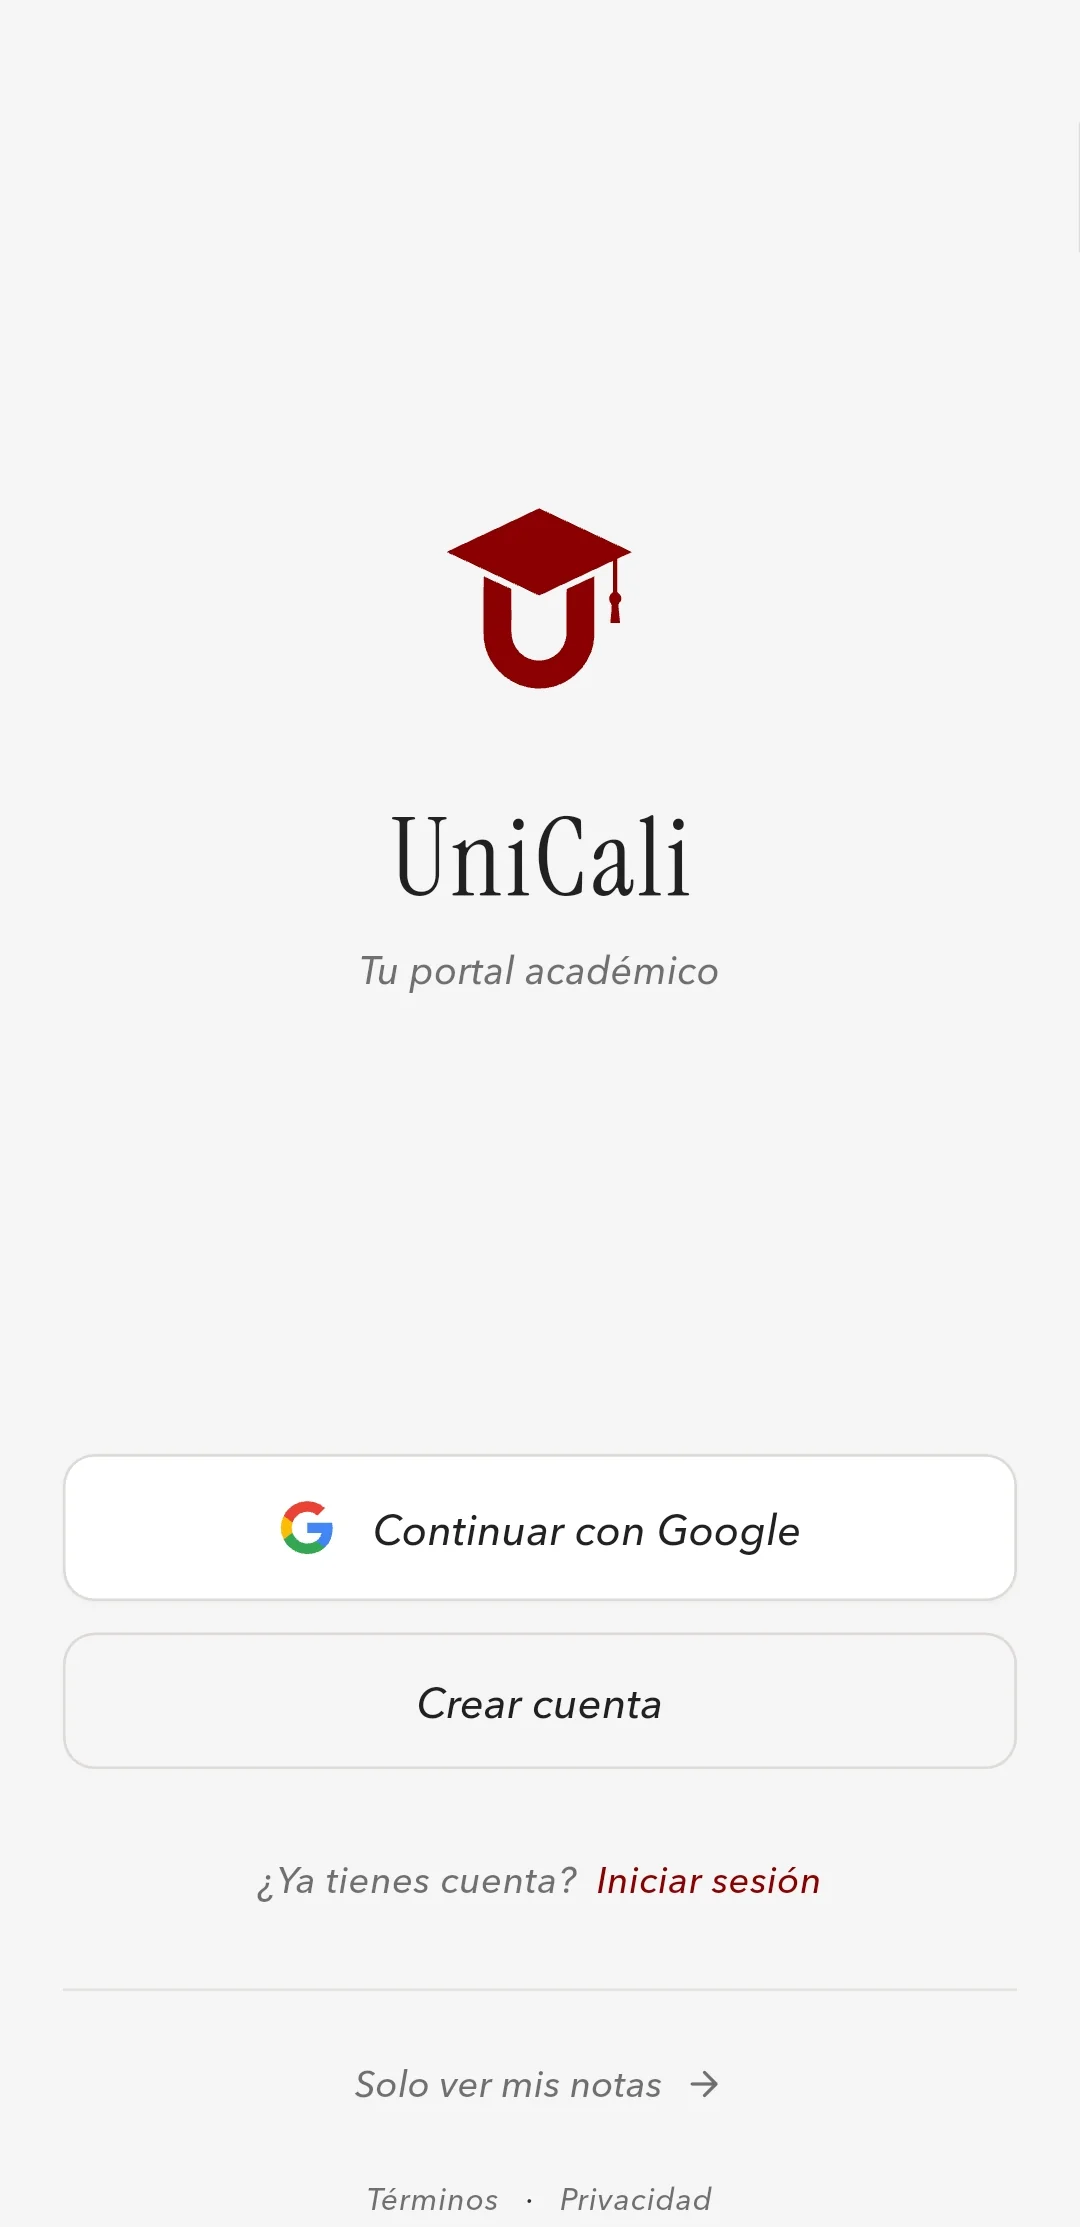 UniCali
Tu portal académico
Continuar con Google
Crear cuenta
¿Ya tienes cuenta? Iniciar sesión
Solo ver mis notas →
Términos · Privacidad